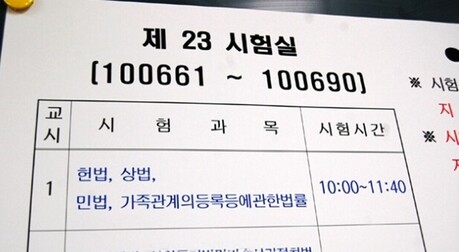 제 23 시험실
(100661 ~ 100690)
※ 시험
지
※ 시
교시 시 험 과 목 시험시간
1 헌법, 상법,
민법, 가족관계의등록등에관한법률 10:00~11:40